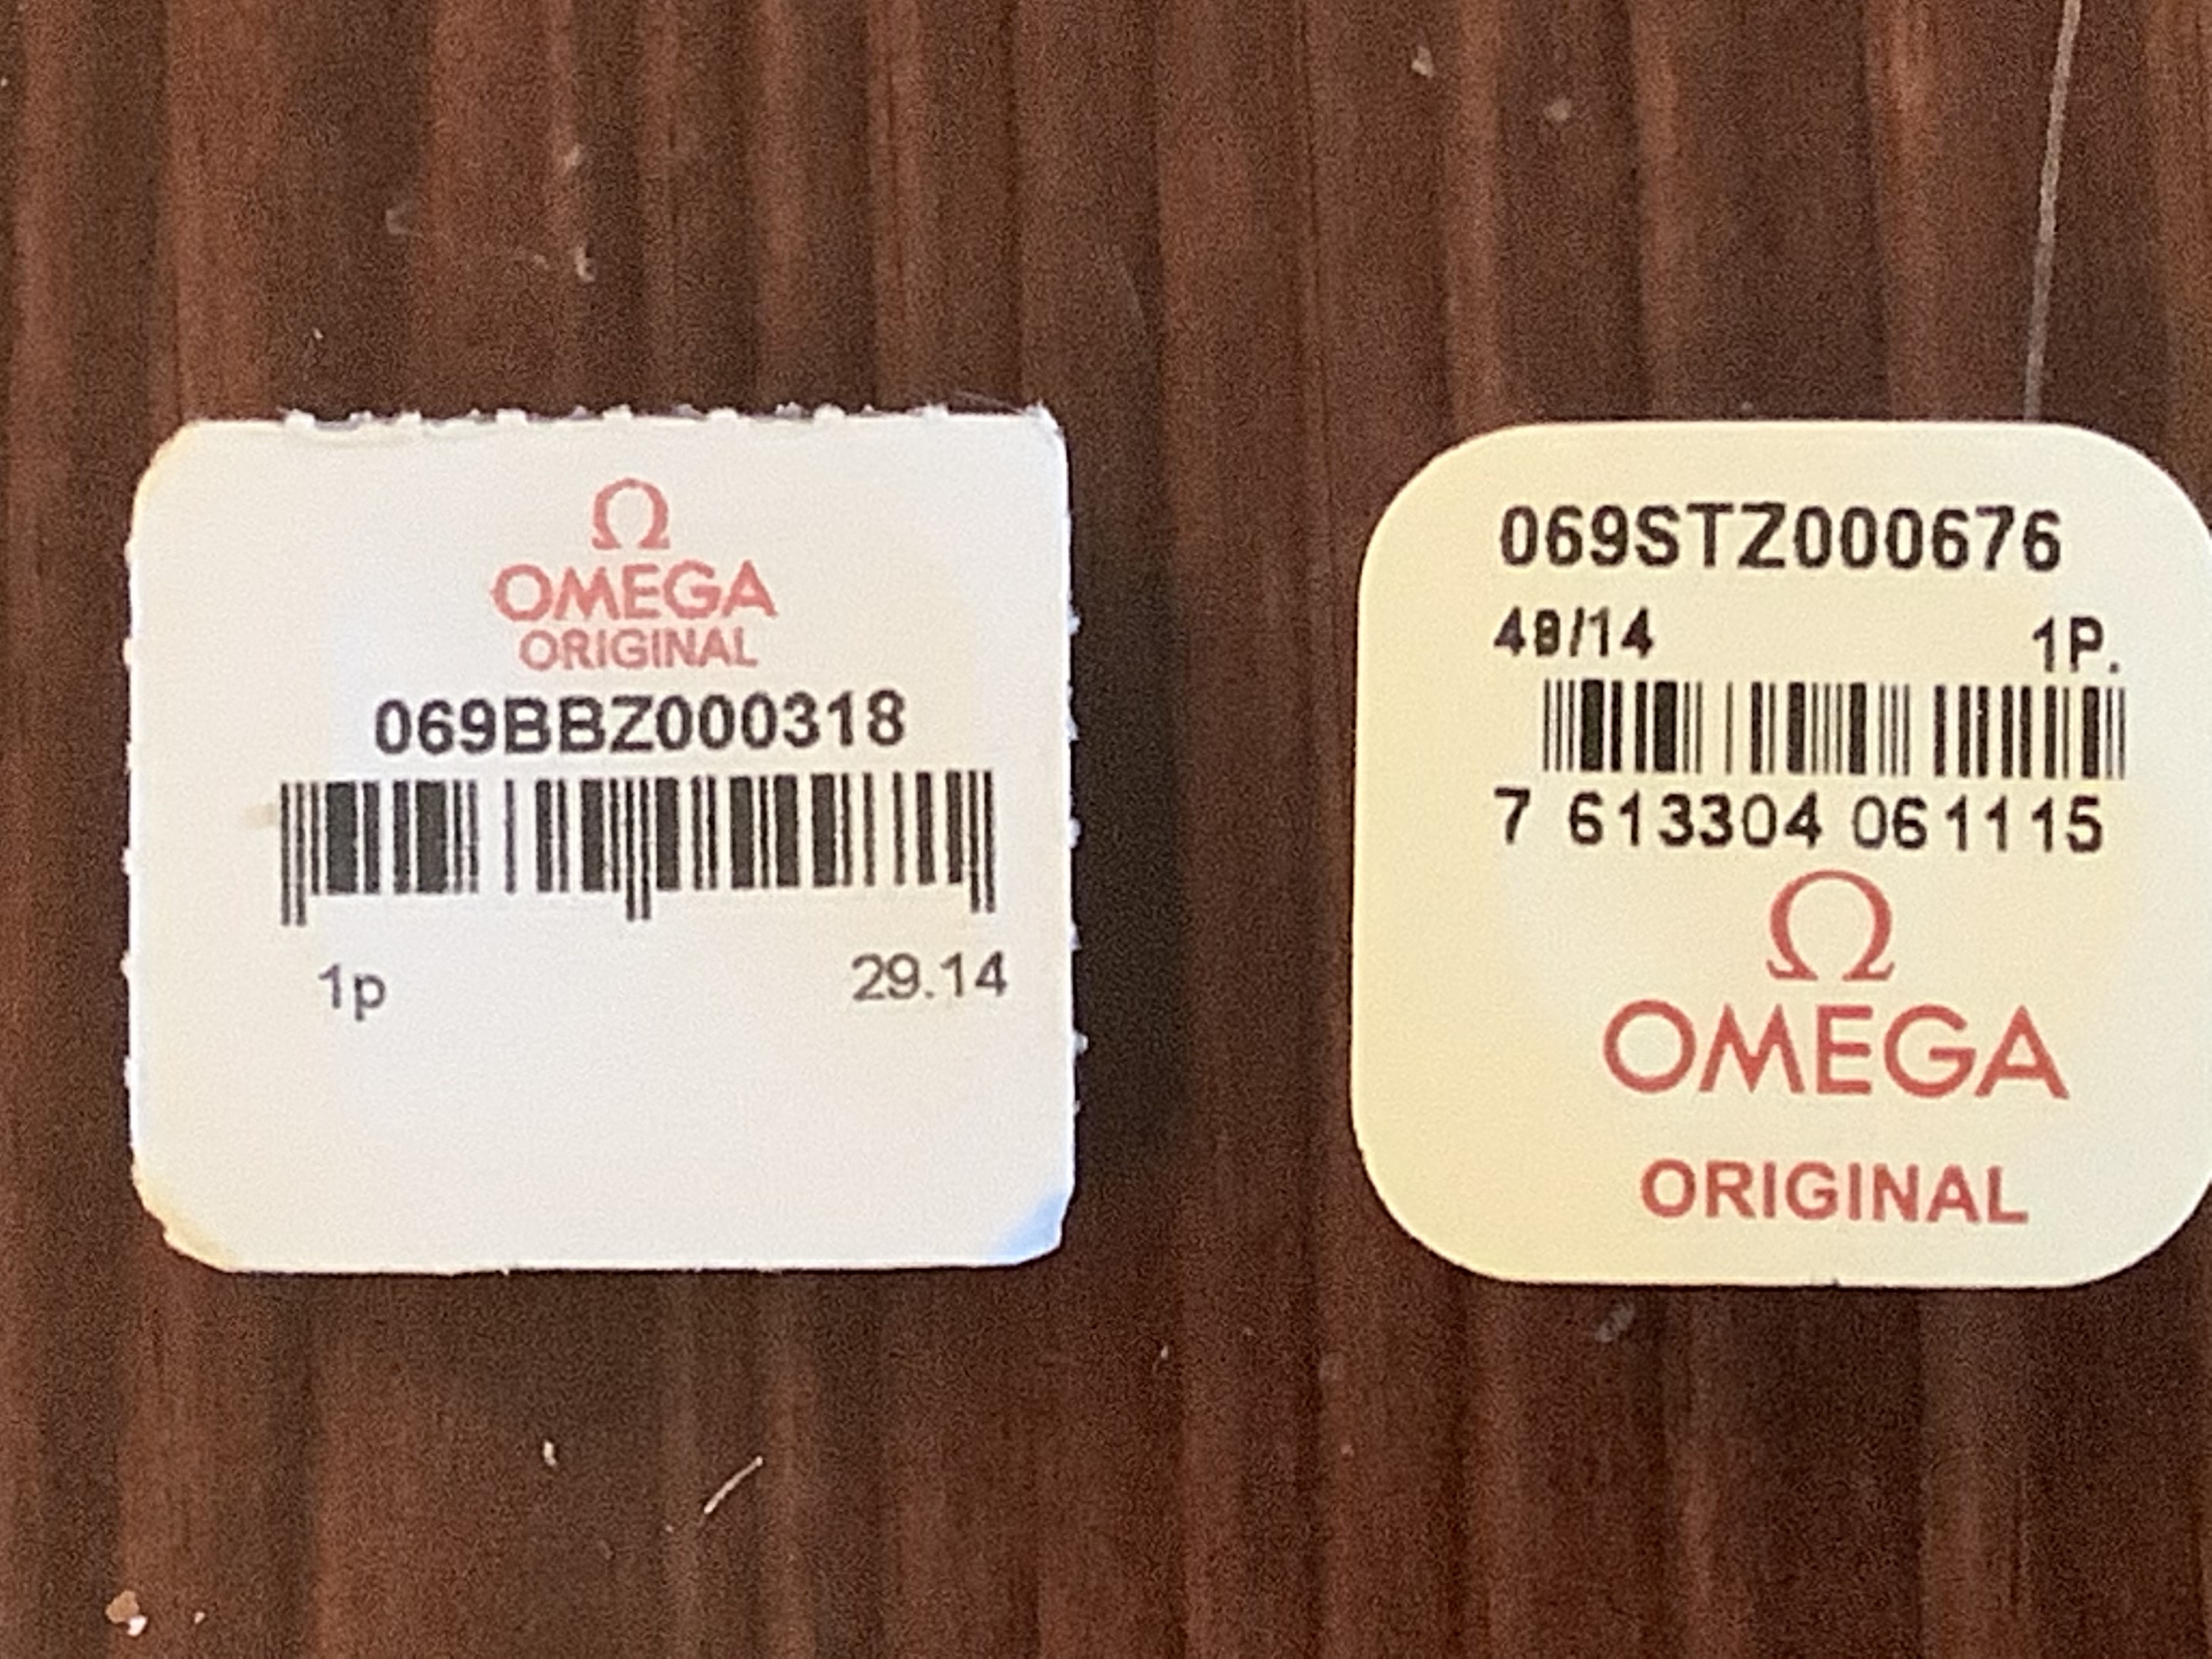 Ω
OMEGA
ORIGINAL
069BBZ000318
1p 29.14
069STZ000676
48/14 1P.
7 613304 061115
Ω
OMEGA
ORIGINAL